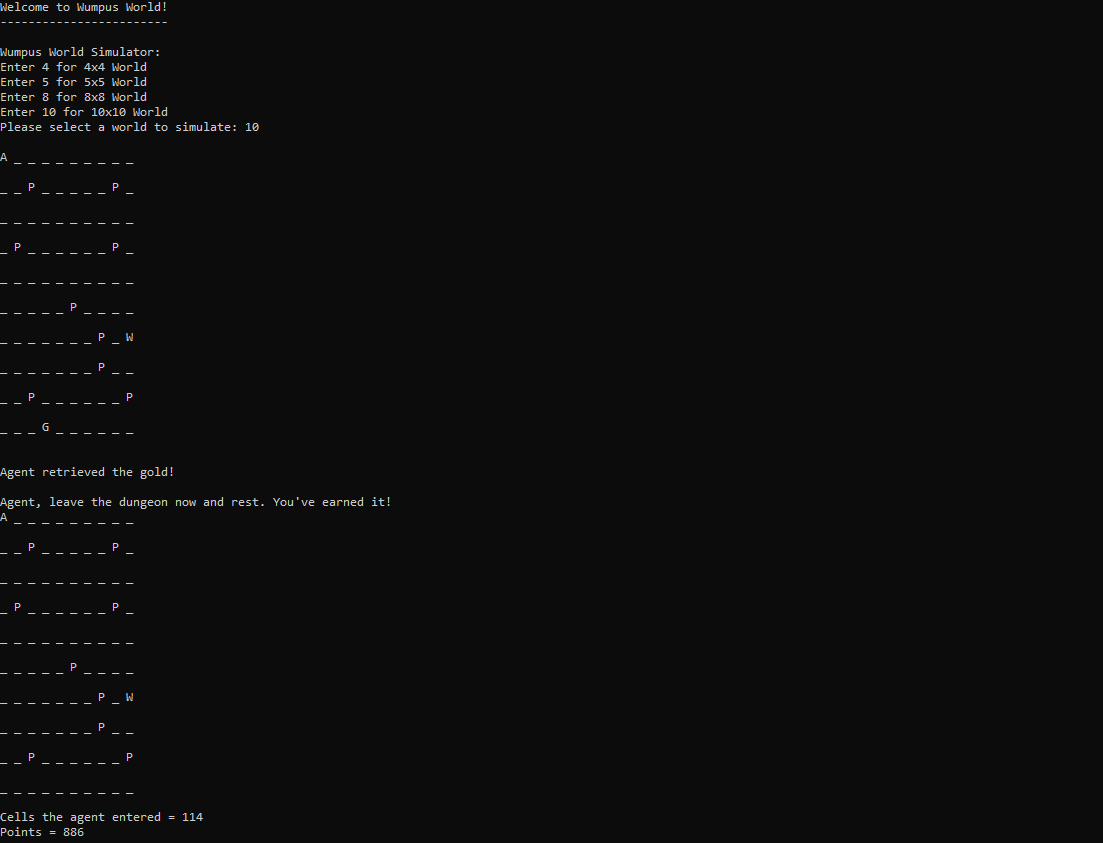 Welcome to Wumpus World!
------------------------
Wumpus World Simulator:
Enter 4 for 4x4 World
Enter 5 for 5x5 World
Enter 8 for 8x8 World
Enter 10 for 10x10 World
Please select a world to simulate: 10
A _ _ _ _ _ _ _ _ _
_ _ P _ _ _ _ _ P _
_ _ _ _ _ _ _ _ _ _
_ P _ _ _ _ _ _ P _
_ _ _ _ _ _ _ _ _ _
_ _ _ _ _ P _ _ _ _
_ _ _ _ _ _ _ P _ W
_ _ _ _ _ _ _ P _ _
_ _ P _ _ _ _ _ _ P
_ _ _ G _ _ _ _ _ _
Agent retrieved the gold!
Agent, leave the dungeon now and rest. You've earned it!
A _ _ _ _ _ _ _ _ _
_ _ P _ _ _ _ _ P _
_ _ _ _ _ _ _ _ _ _
_ P _ _ _ _ _ _ P _
_ _ _ _ _ _ _ _ _ _
_ _ _ _ _ P _ _ _ _
_ _ _ _ _ _ _ P _ W
_ _ _ _ _ _ _ P _ _
_ _ P _ _ _ _ _ _ P
_ _ _ _ _ _ _ _ _ _
Cells the agent entered = 114
Points = 886